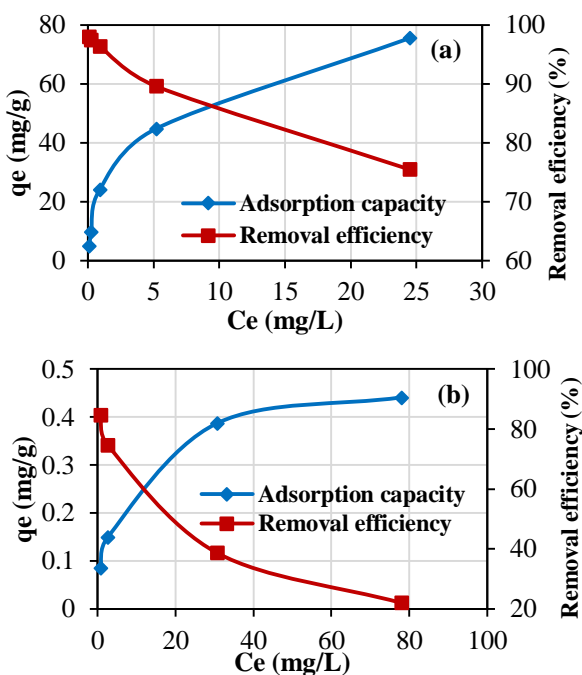 80
100
(a)
60
90
qe (mg/g)
40
80
Removal eficiency (%)
20
70
Adsorption capacity
Removal efficiency
0
60
0 5 10 15 20 25 30
Ce (mg/L)
0.5
100
(b)
0.4
80
qe (mg/g)
0.3
60
Removal efficiency (%)
0.2
40
Adsorption capacity
Removal efficiency
0.1
0
20
0 20 40 60 80 100
Ce (mg/L)